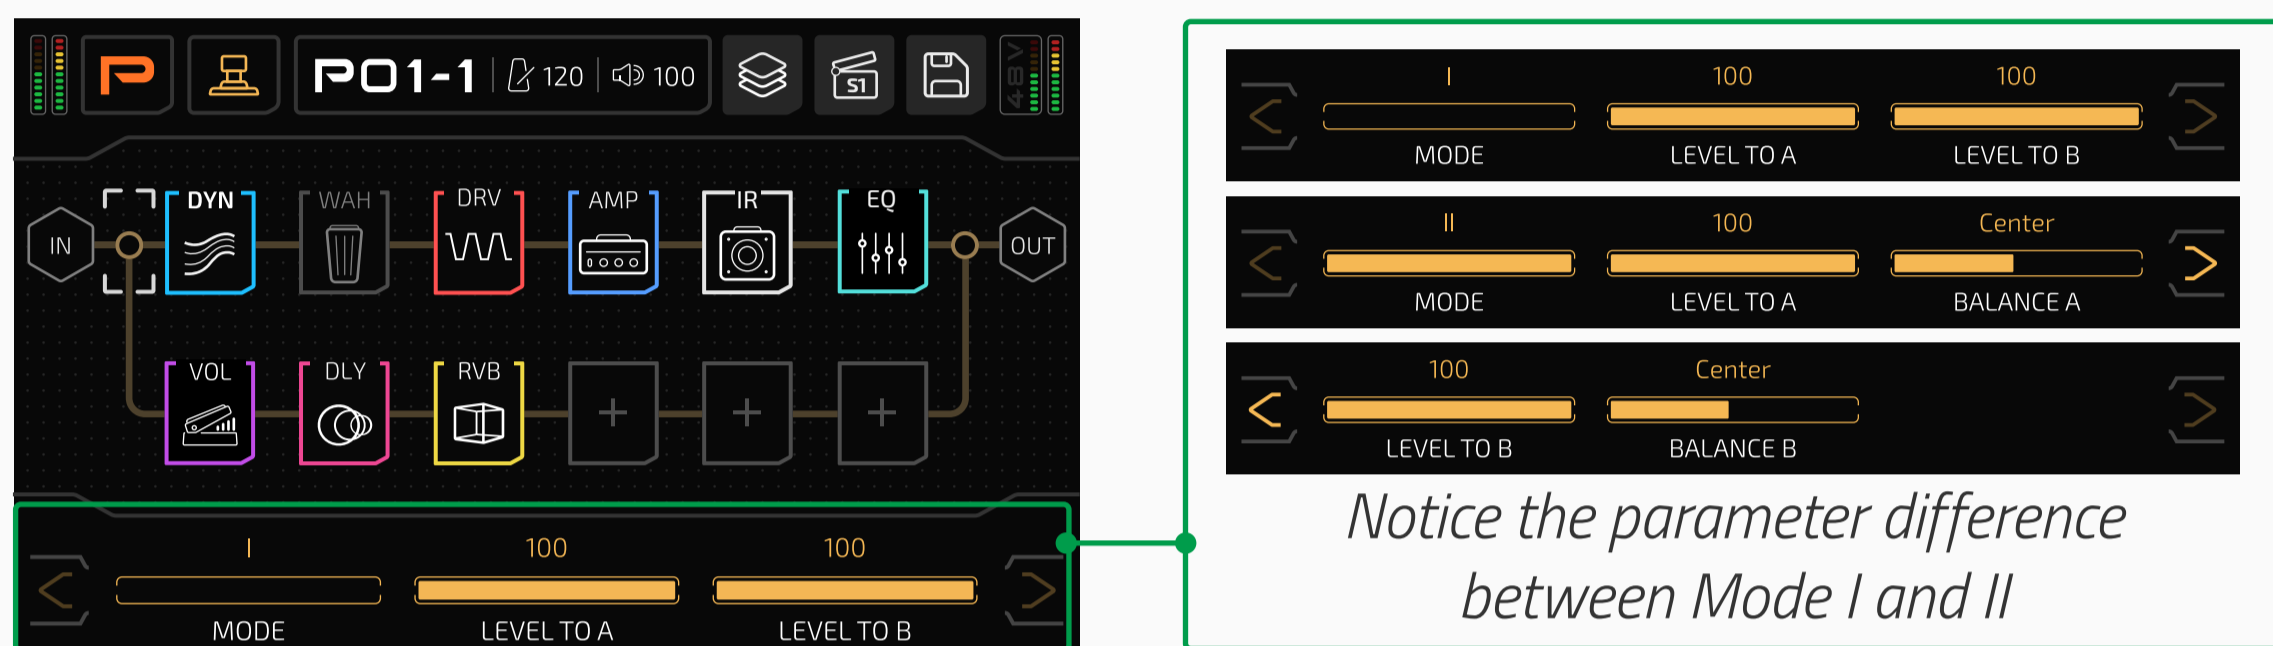 P01-1
120
100
S1
48V
IN
DYN
WAH
DRV
AMP
IR
EQ
OUT
VOL
DLY
RVB
I
100
100
MODE
LEVEL TO A
LEVEL TO B
I
100
100
MODE
LEVEL TO A
LEVEL TO B
II
100
Center
MODE
LEVEL TO A
BALANCE A
100
Center
LEVEL TO B
BALANCE B
Notice the parameter difference
between Mode I and II